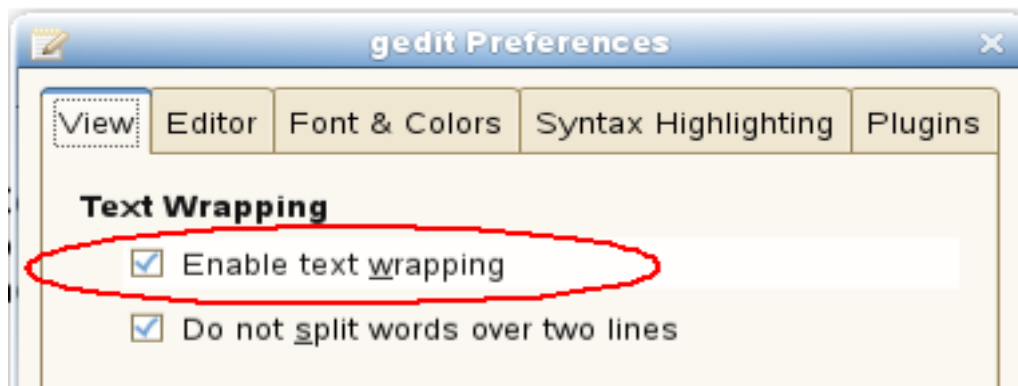 gedit Preferences
View Editor Font & Colors Syntax Highlighting Plugins
Text Wrapping
Enable text wrapping
Do not split words over two lines